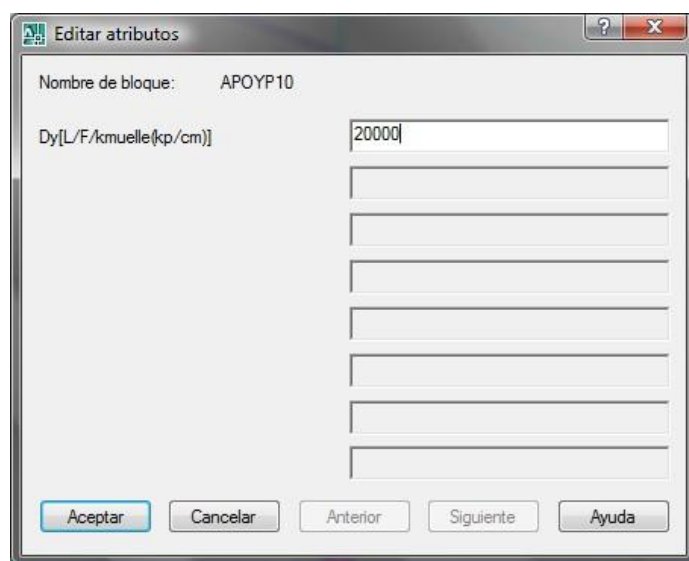 Editar atributos
?
X
Nombre de bloque: APOYP10
Dy[L/F/kmuelle(kp/cm)] 20000
Aceptar Cancelar Anterior Siguiente Ayuda